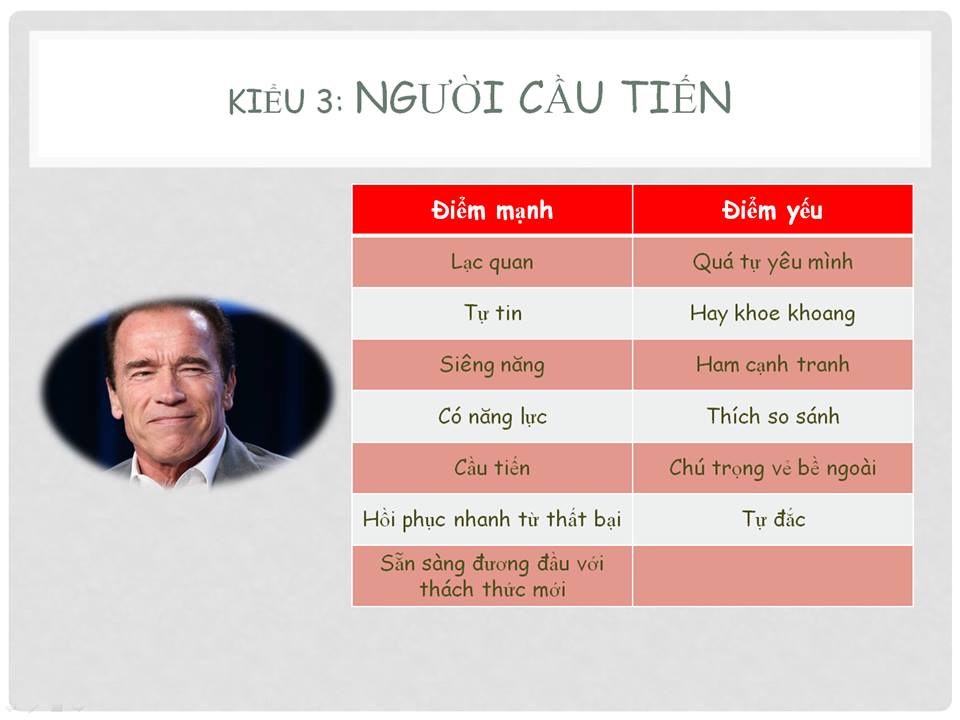 KIỂU 3: NGƯỜI CẦU TIẾN
Điểm mạnh Điểm yếu
Lạc quan Quá tự yêu mình
Tự tin Hay khoe khoang
Siêng năng Ham cạnh tranh
Có năng lực Thích so sánh
Cầu tiến Chú trọng vẻ bề ngoài
Hồi phục nhanh từ thất bại Tự đắc
Sẵn sàng đương đầu với
thách thức mới